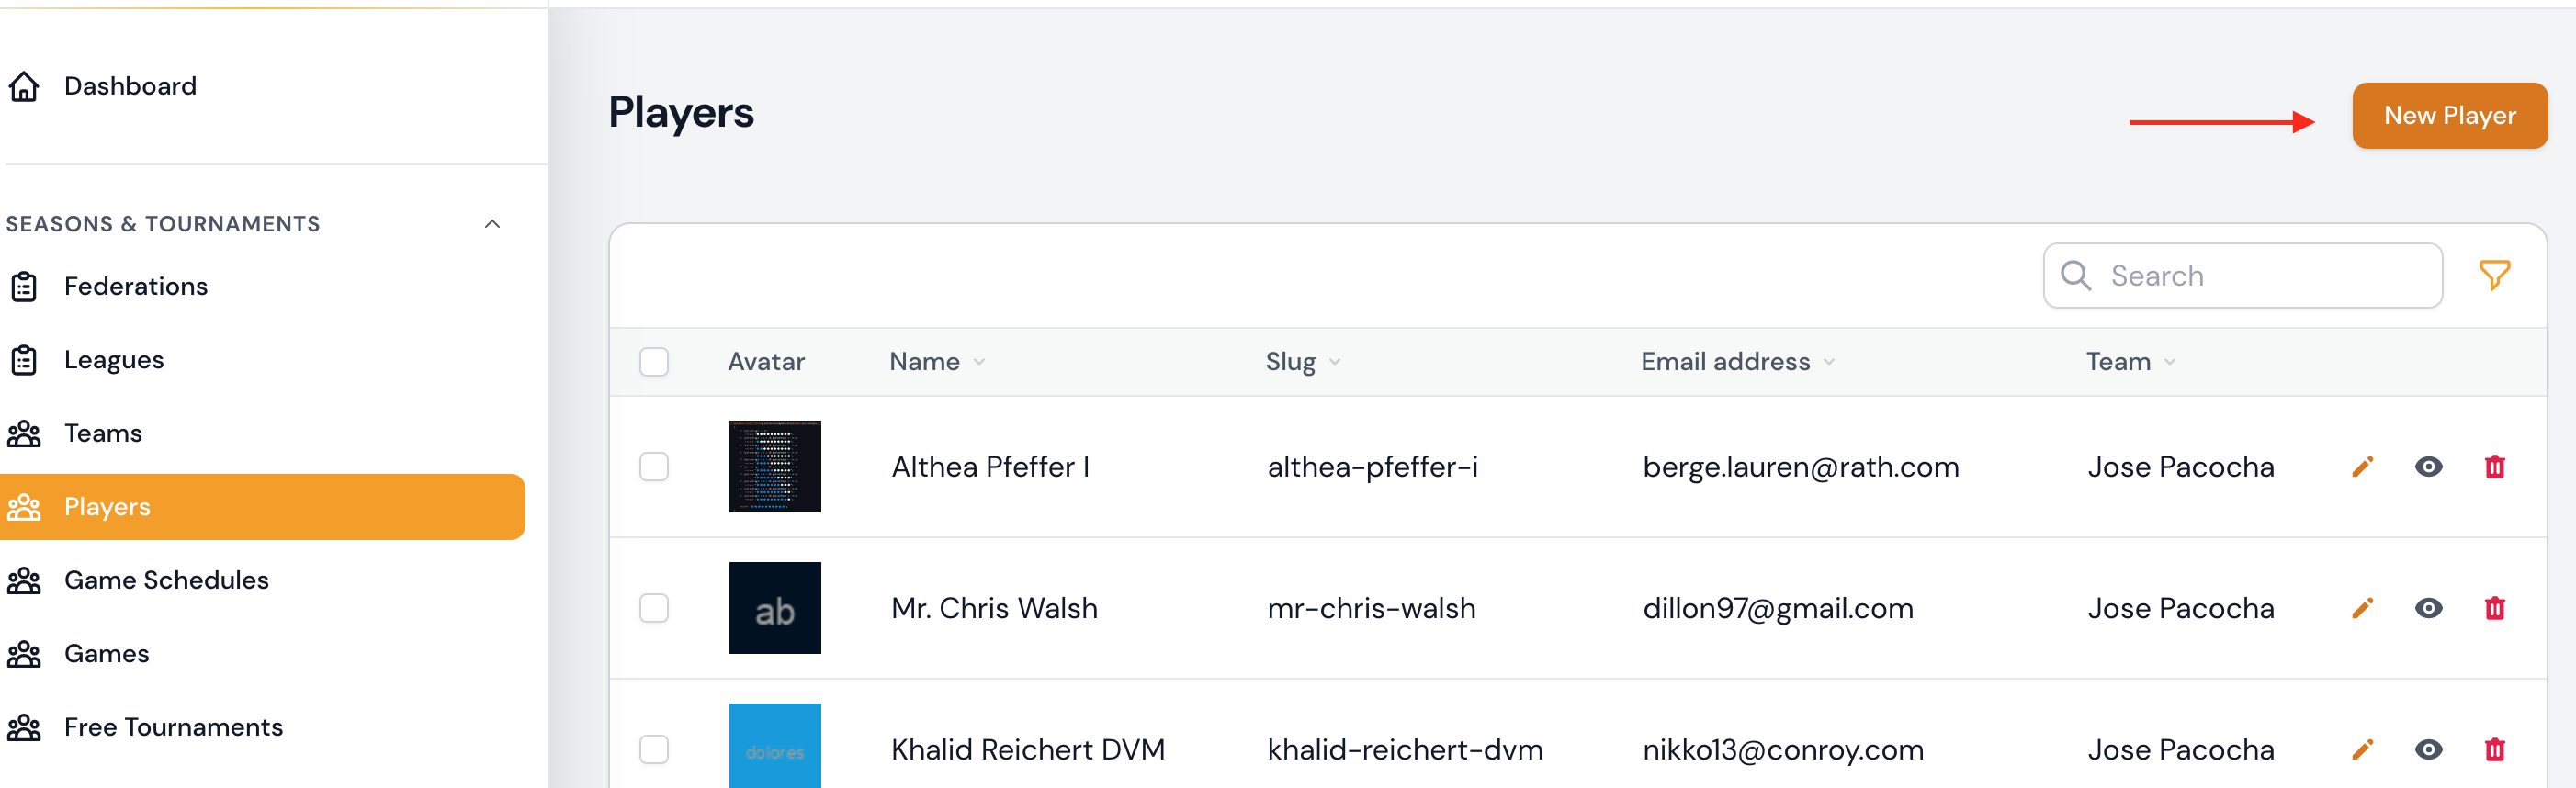 Dashboard
SEASONS & TOURNAMENTS
Federations
Leagues
Teams
Players
Game Schedules
Games
Free Tournaments
Players
New Player
Search
Avatar Name Slug Email address Team
Althea Pfeffer I althea-pfeffer-i berge.lauren@rath.com Jose Pacocha
ab Mr. Chris Walsh mr-chris-walsh dillon97@gmail.com Jose Pacocha
dolores Khalid Reichert DVM khalid-reichert-dvm nikko13@conroy.com Jose Pacocha